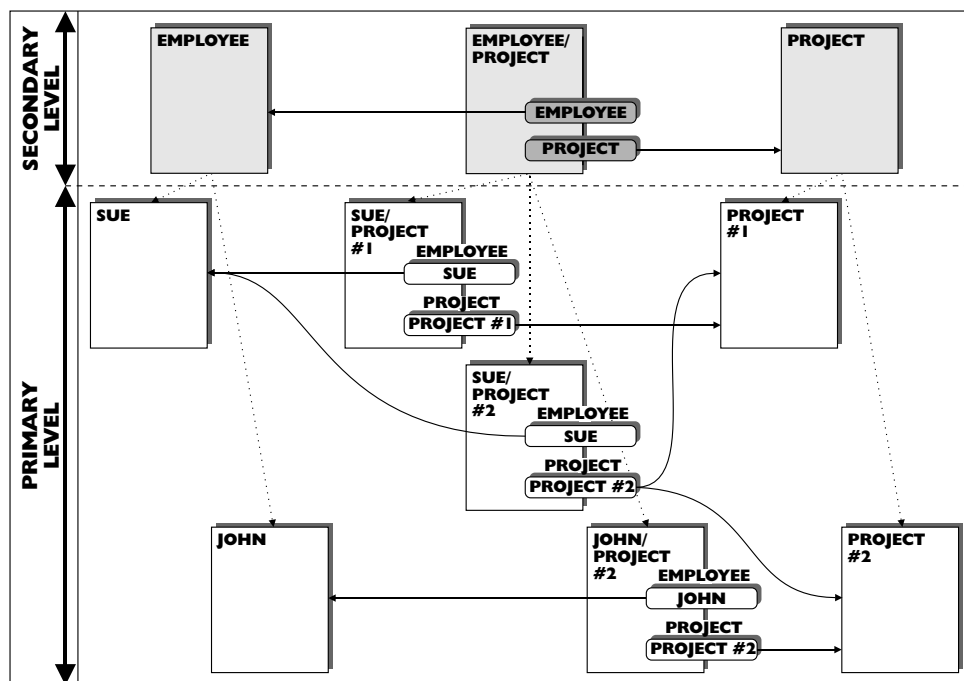 SECONDARY
LEVEL
EMPLOYEE
EMPLOYEE/
PROJECT
EMPLOYEE
PROJECT
PROJECT
PRIMARY
LEVEL
SUE
SUE/
PROJECT
#1
EMPLOYEE
SUE
PROJECT
PROJECT #1
PROJECT
#1
SUE/
PROJECT
#2
EMPLOYEE
SUE
PROJECT
PROJECT #2
JOHN
JOHN/
PROJECT
#2
EMPLOYEE
JOHN
PROJECT
PROJECT #2
PROJECT
#2